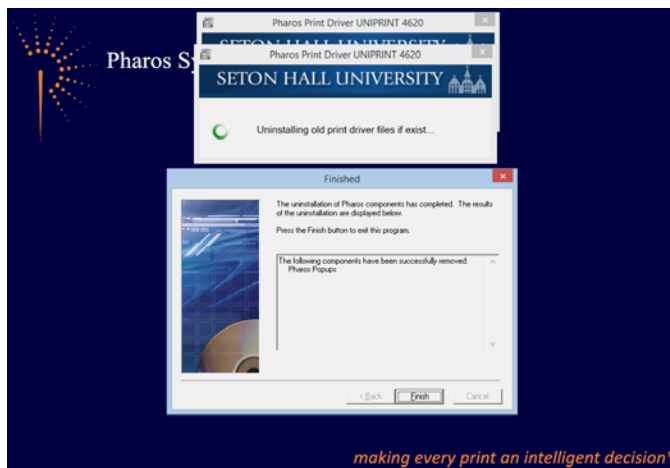 Pharos Print Driver UNIPRINT 4620
SETON HALL UNIVERSITY
Pharos Print Driver UNIPRINT 4620
Pharos Sy
SETON HALL UNIVERSITY
Uninstalling old print driver files if exist...
Finished
The uninstallation of Pharos components has completed. The results
of the uninstallation are displayed below.
Press the Finish button to exit this program.
The following components have been successfully removed:
Pharos Popups
< Back
Finish
Cancel
making every print an intelligent decision